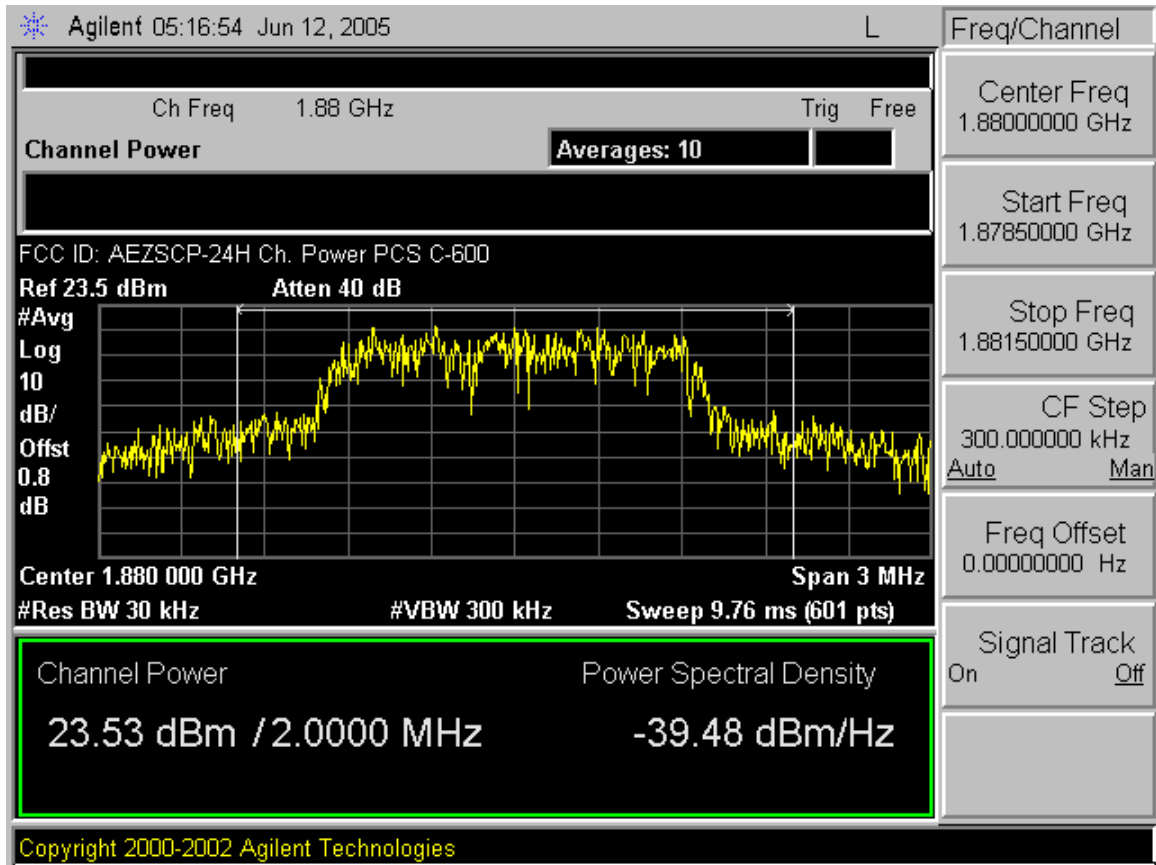 Agilent 05:16:54 Jun 12, 2005 L
Freq/Channel
Ch Freq 1.88 GHz Trig Free
Channel Power Averages: 10
FCC ID: AEZSCP-24H Ch. Power PCS C-600
Ref 23.5 dBm Atten 40 dB
#Avg
Log
10
dB/
Offst
0.8
dB
Center 1.880 000 GHz Span 3 MHz
#Res BW 30 kHz #VBW 300 kHz Sweep 9.76 ms (601 pts)
Channel Power Power Spectral Density
23.53 dBm / 2.0000 MHz -39.48 dBm/Hz
Center Freq
1.88000000 GHz
Start Freq
1.87850000 GHz
Stop Freq
1.88150000 GHz
CF Step
300.000000 kHz
Auto Man
Freq Offset
0.00000000 Hz
Signal Track
On Off
Copyright 2000-2002 Agilent Technologies